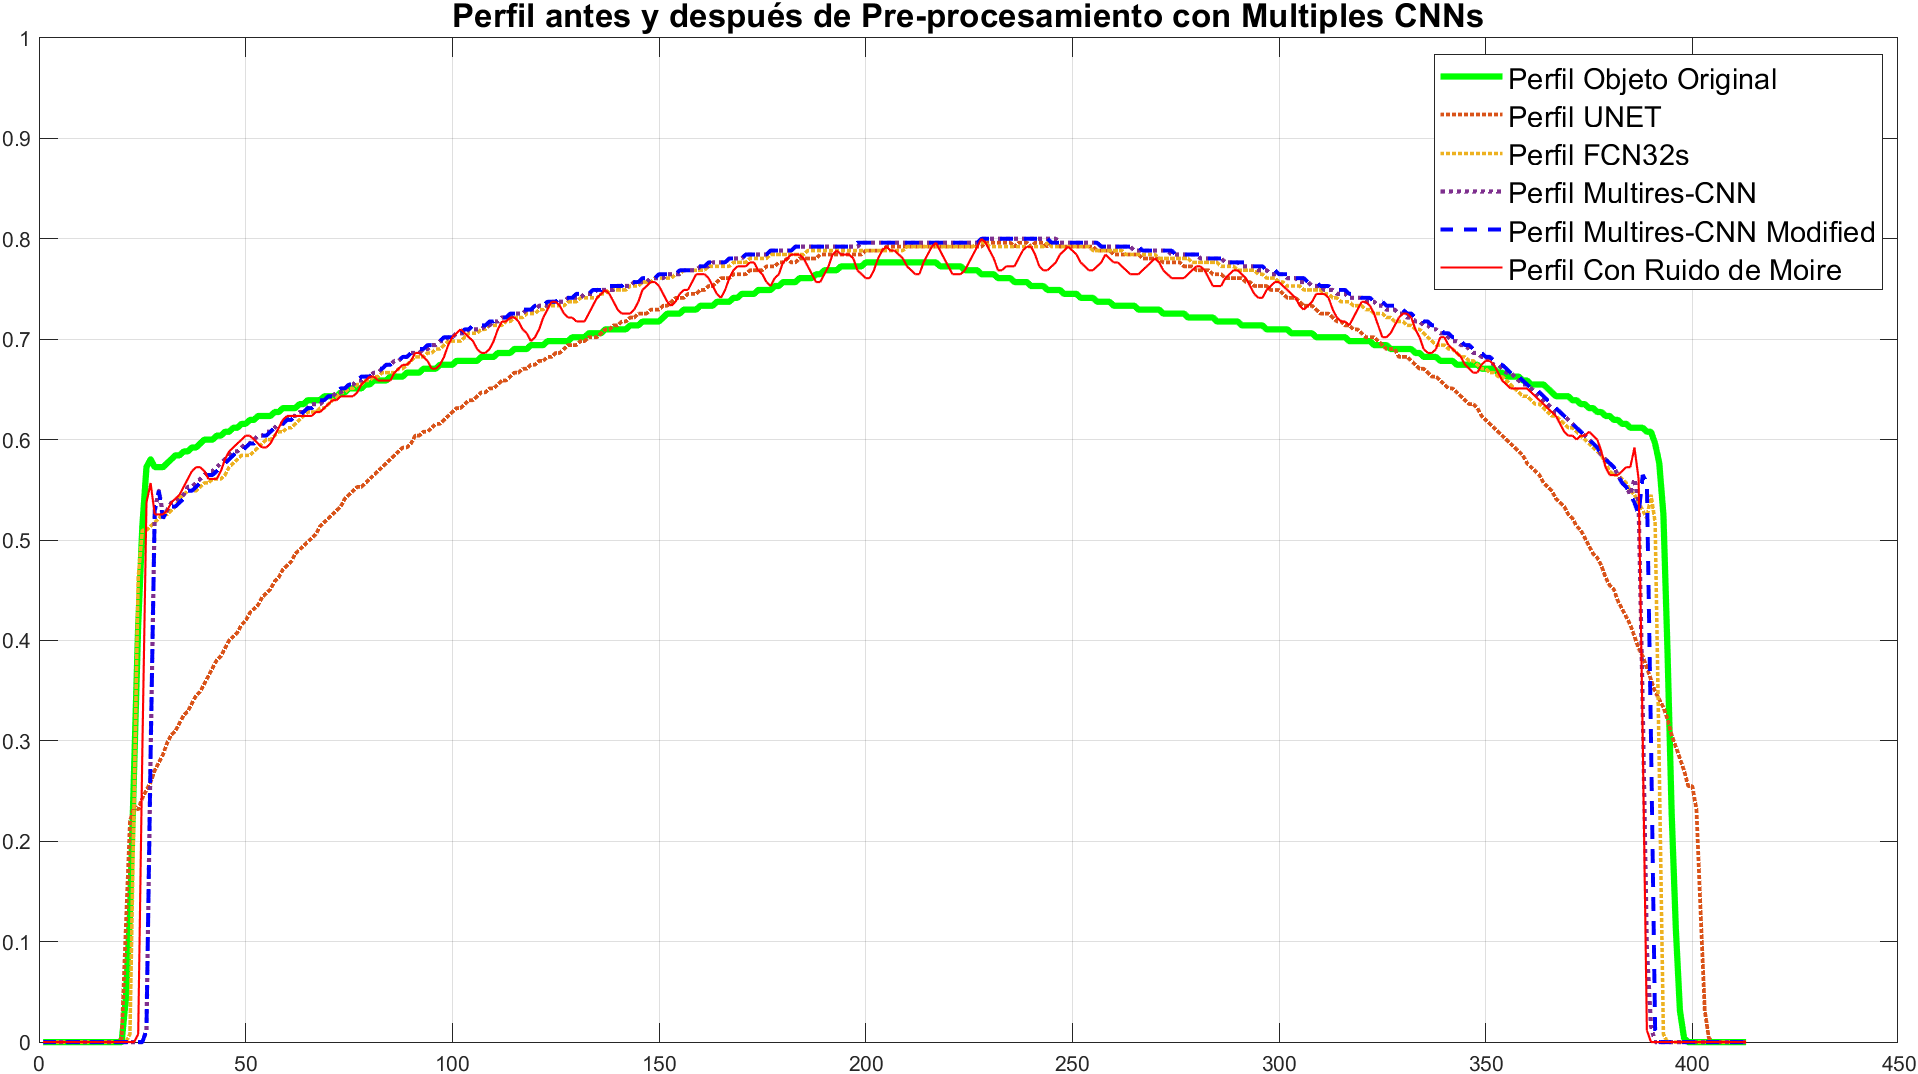 Perfil antes y después de Pre-procesamiento con Multiples CNNs
1
0.9
0.8
0.7
0.6
0.5
0.4
0.3
0.2
0.1
0
Perfil Objeto Original
Perfil UNET
Perfil FCN32s
Perfil Multires-CNN
Perfil Multires-CNN Modified
Perfil Con Ruido de Moire
0 50 100 150 200 250 300 350 400 450